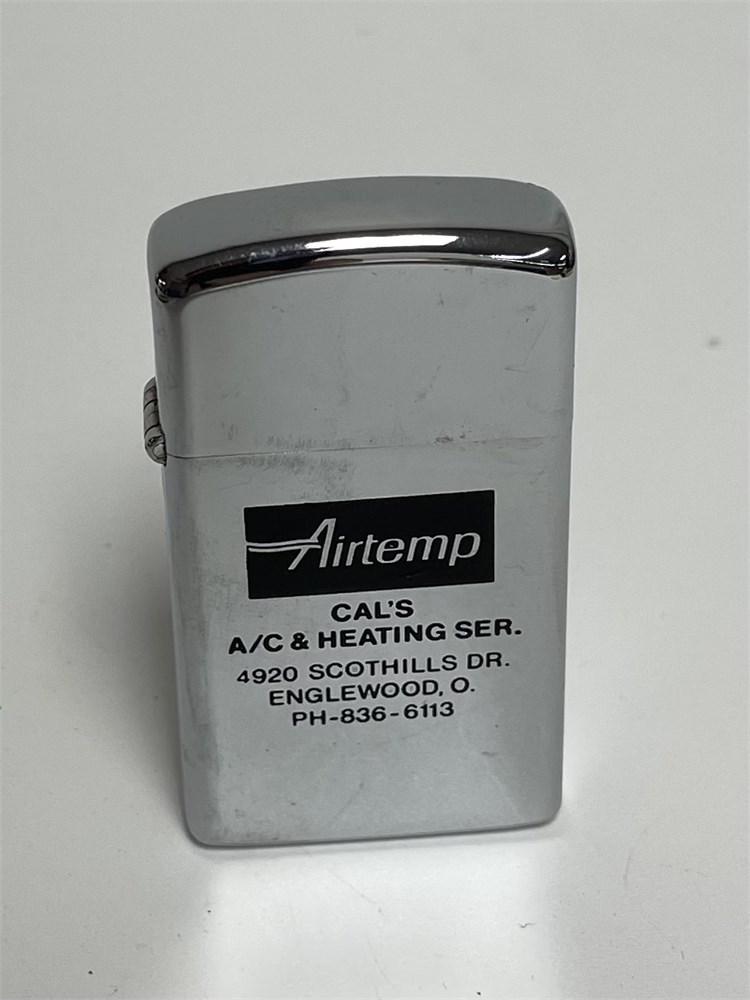 Airtemp
CAL'S
A/C & HEATING SER.
4920 SCOTHILLS DR.
ENGLEWOOD, O.
PH-836-6113